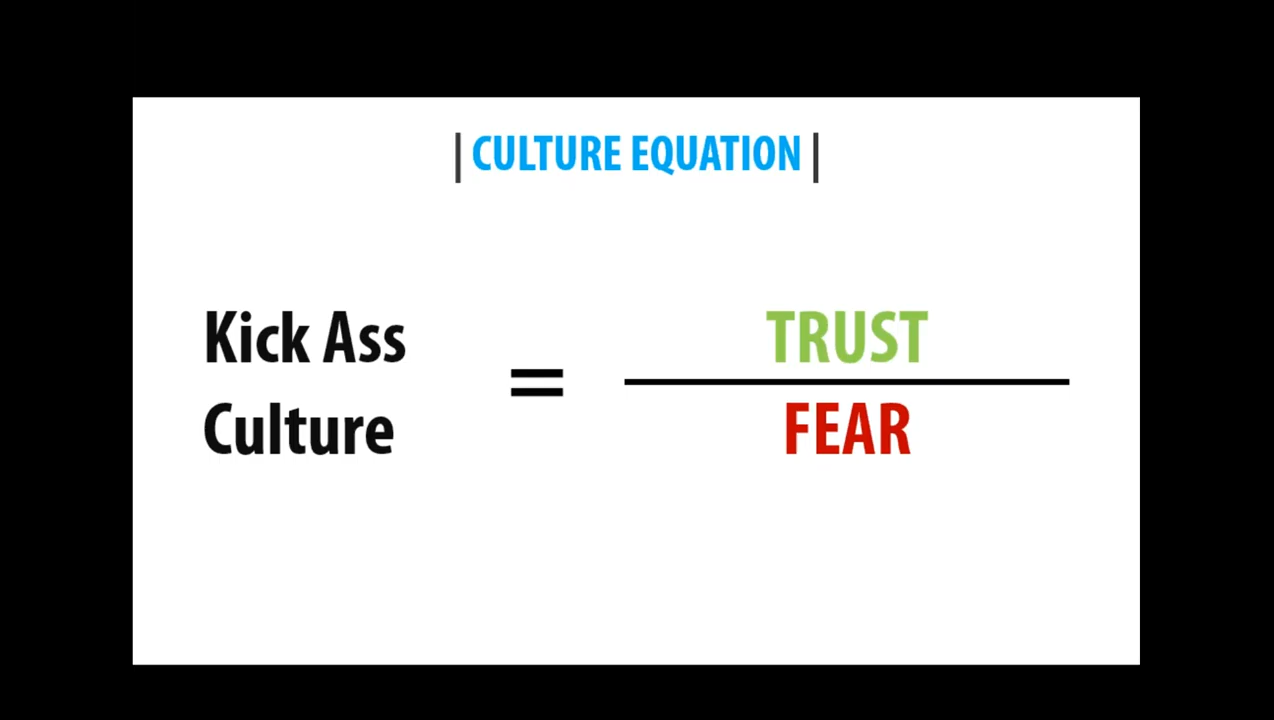 | CULTURE EQUATION |
Kick Ass
Culture
=
TRUST
FEAR